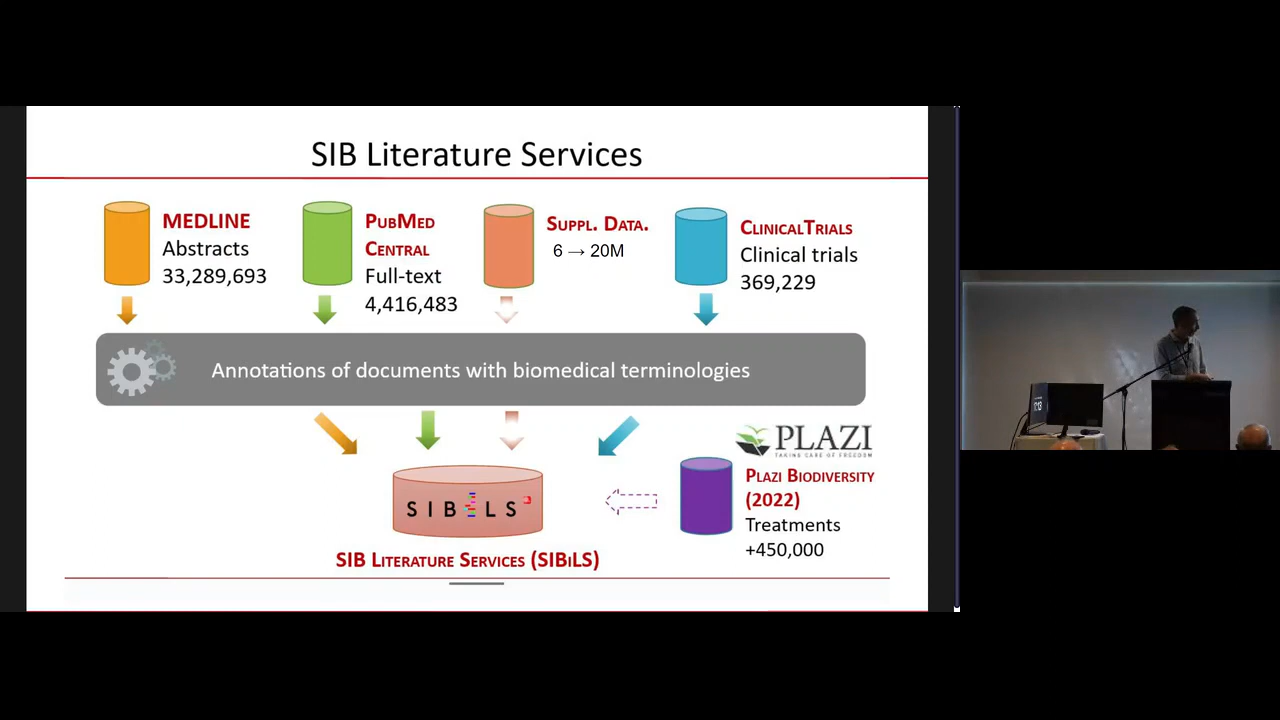 SIB Literature Services
MEDLINE
Abstracts
33,289,693
PubMed
Central
Full-text
4,416,483
Suppl. Data.
6 → 20M
ClinicalTrials
Clinical trials
369,229
Annotations of documents with biomedical terminologies
PLAZI
TAKING CARE OF FREEDOM
SIBiLS
Plazi Biodiversity
(2022)
Treatments
+450,000
SIB Literature Services (SIBiLS)